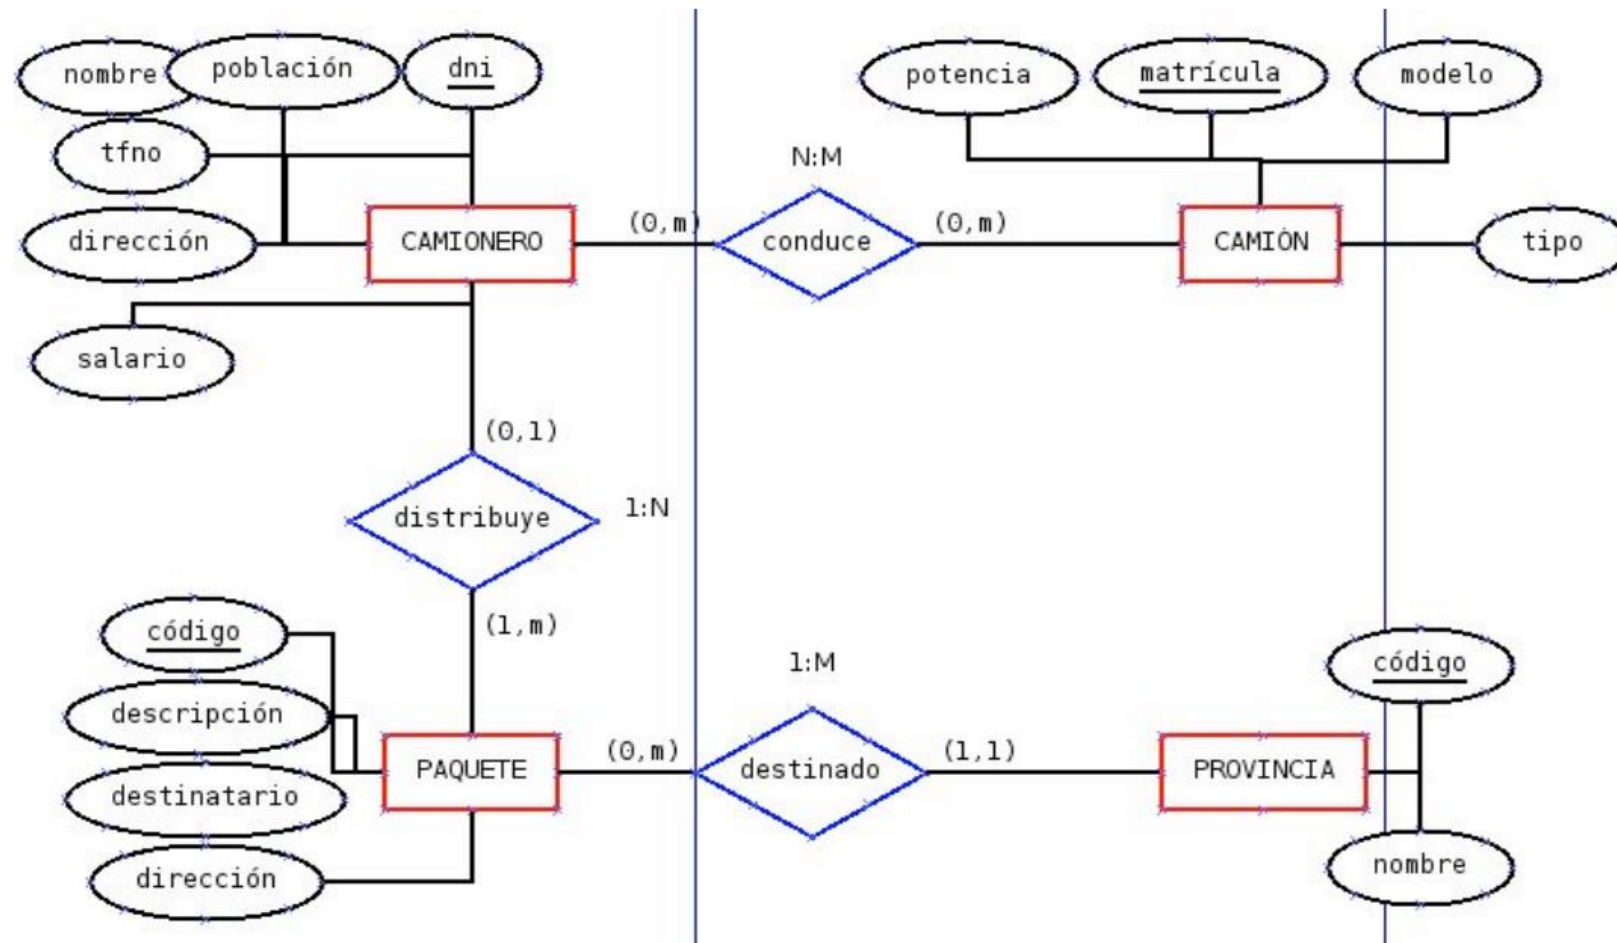 nombre
población
dni
tfno
dirección
salario
CAMIONERO
(0,m)
N:M
conduce
(0,m)
potencia
matrícula
modelo
CAMIÓN
tipo
(0,1)
distribuye
1:N
(1,m)
código
descripción
destinatario
dirección
PAQUETE
(0,m)
1:M
destinado
(1,1)
PROVINCIA
código
nombre